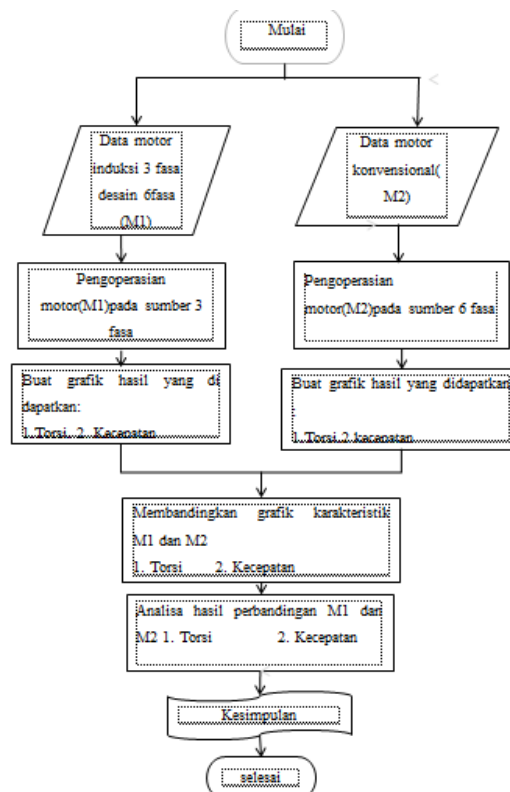 Mulai
Data motor
induksi 3 fasa
desain 6fasa
(M1)
Data motor
konvensional(
M2)
Pengoperasian
motor(M1)pada sumber 3
fasa
Pengoperasian
motor(M2)pada sumber 6 fasa
Buat grafik hasil yang di
dapatkan:
1.Torsi 2. Kecepatan
Buat grafik hasil yang didapatkan
:
1.Torsi 2.kecepatan
Membandingkan grafik karakteristik
M1 dan M2
1. Torsi 2. Kecepatan
Analisa hasil perbandingan M1 dan
M2 1. Torsi 2. Kecepatan
Kesimpulan
selesai